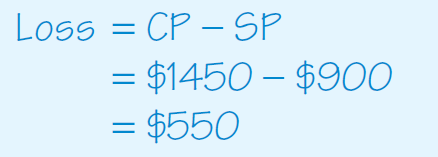 Loss = CP – SP
= $1450 – $900
= $550